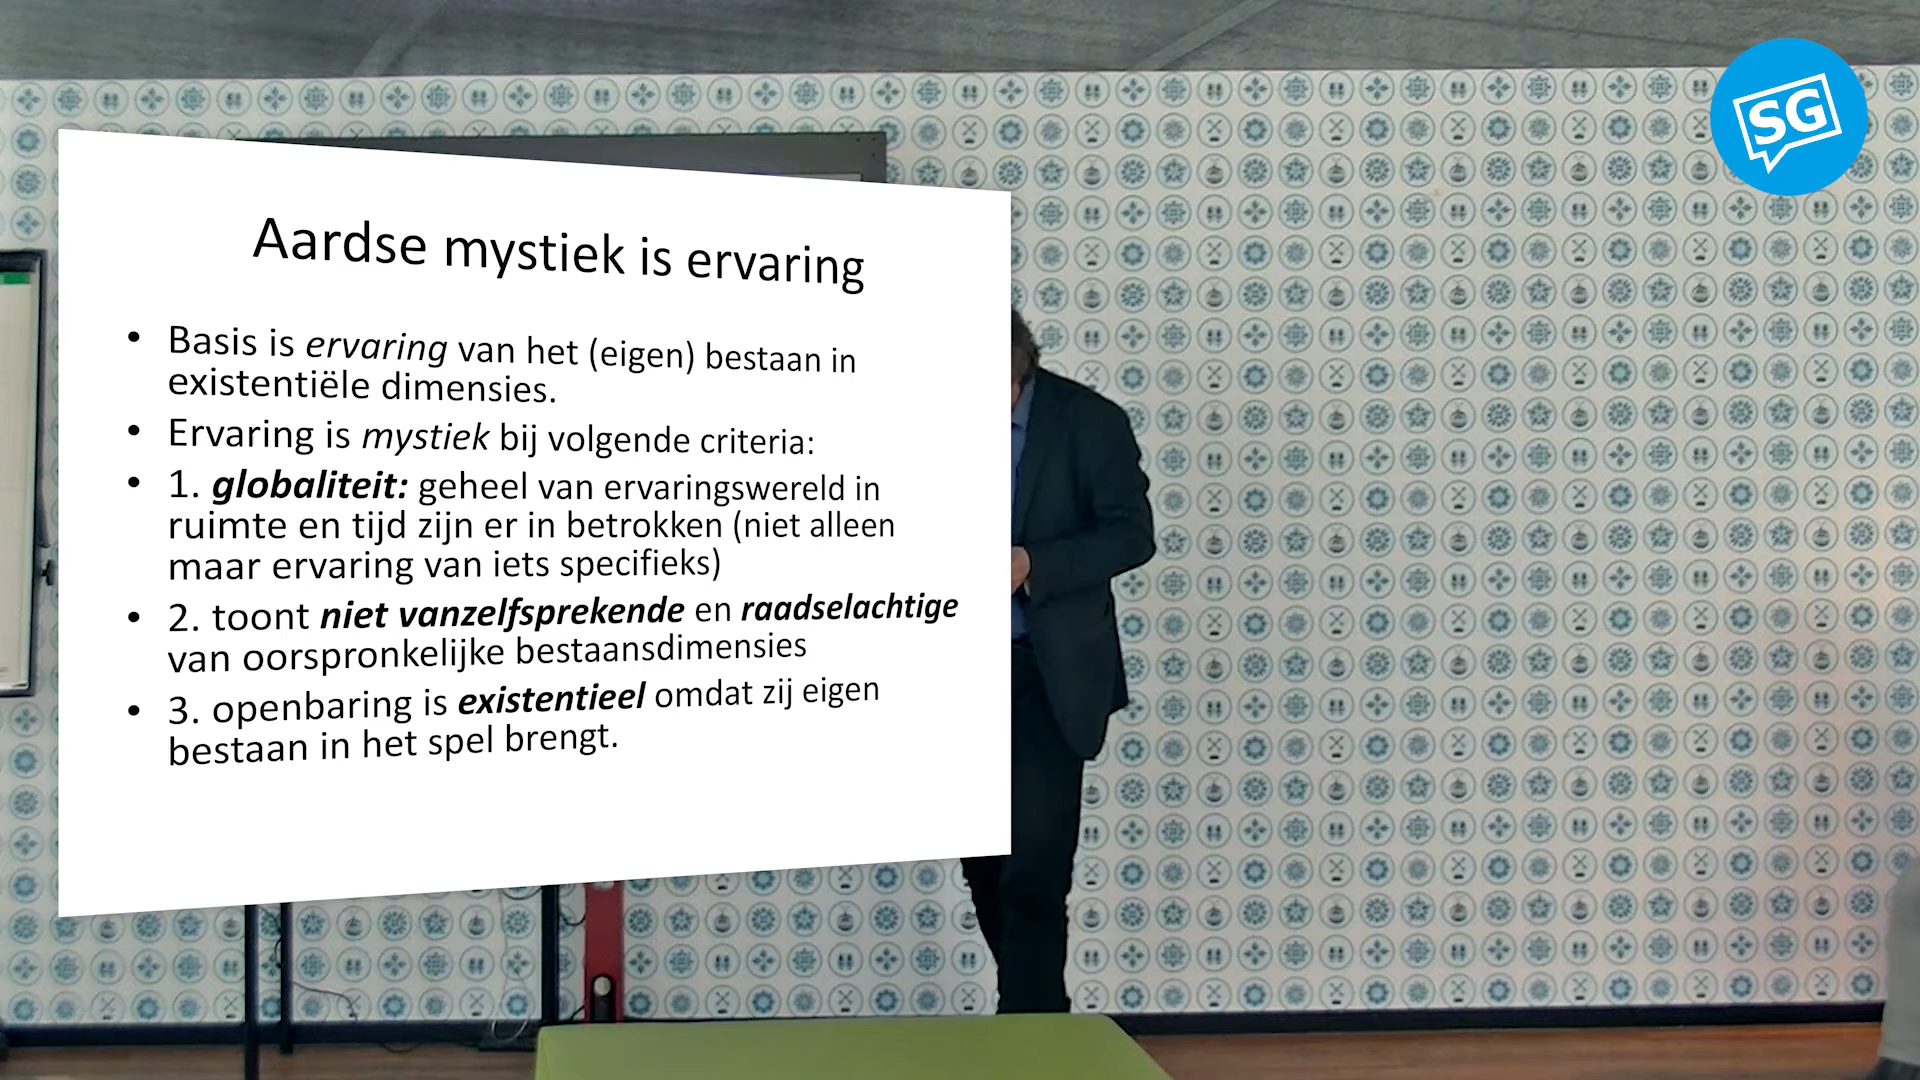 SG
Aardse mystiek is ervaring
• Basis is ervaring van het (eigen) bestaan in
existentiële dimensies.
• Ervaring is mystiek bij volgende criteria:
• 1. globaliteit: geheel van ervaringswereld in
ruimte en tijd zijn er in betrokken (niet alleen
maar ervaring van iets specifieks)
• 2. toont niet vanzelfsprekende en raadselachtige
van oorspronkelijke bestaansdimensies
• 3. openbaring is existentieel omdat zij eigen
bestaan in het spel brengt.